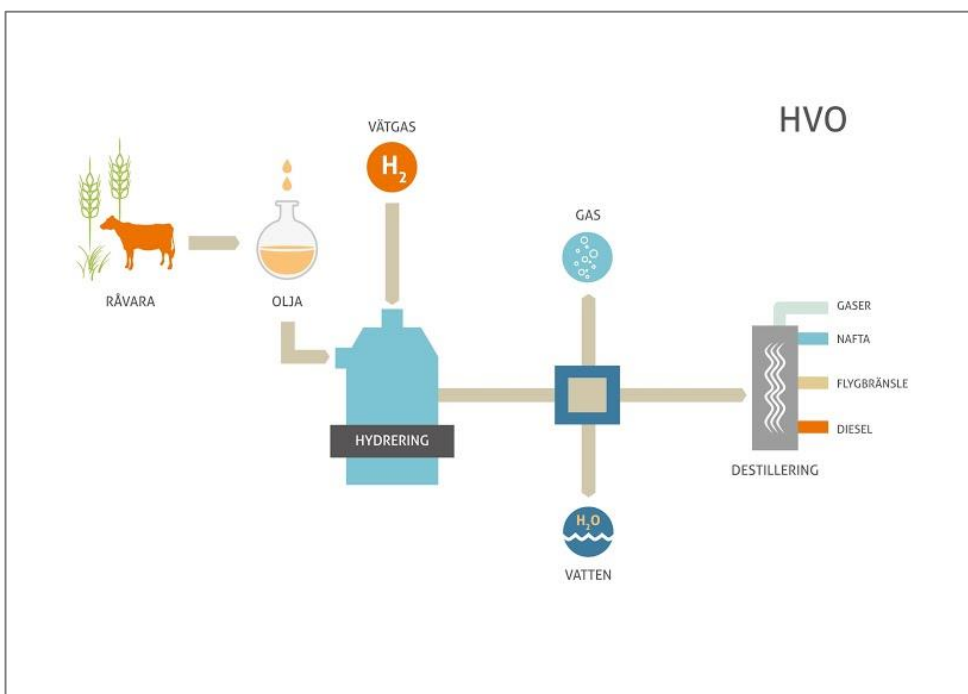 HVO
VÄTGAS
H₂
RÅVARA
OLJA
HYDRERING
GAS
H₂O
VATTEN
GASER
NAFTA
FLYGBRÄNSLE
DIESEL
DESTILLERING